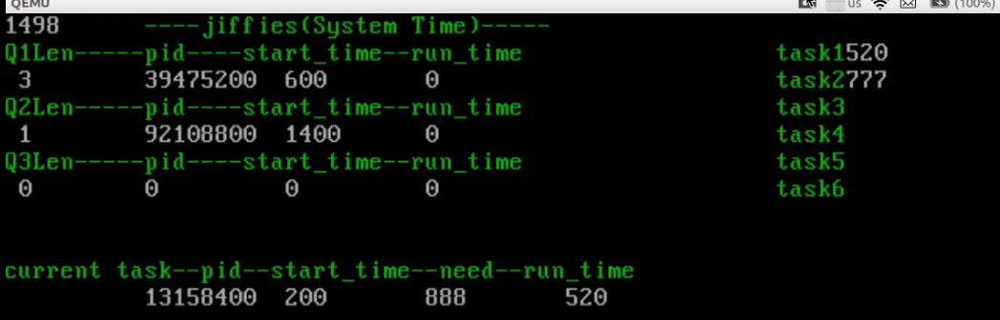 QEMU us (100%)
1498 ----jiffies(System Time)-----
Q1Len-----pid----start_time--run_time task1520
3 39475200 600 0 task2777
Q2Len-----pid----start_time--run_time task3
1 92108800 1400 0 task4
Q3Len-----pid----start_time--run_time task5
0 0 0 0 task6
current task--pid--start_time--need--run_time
13158400 200 888 520